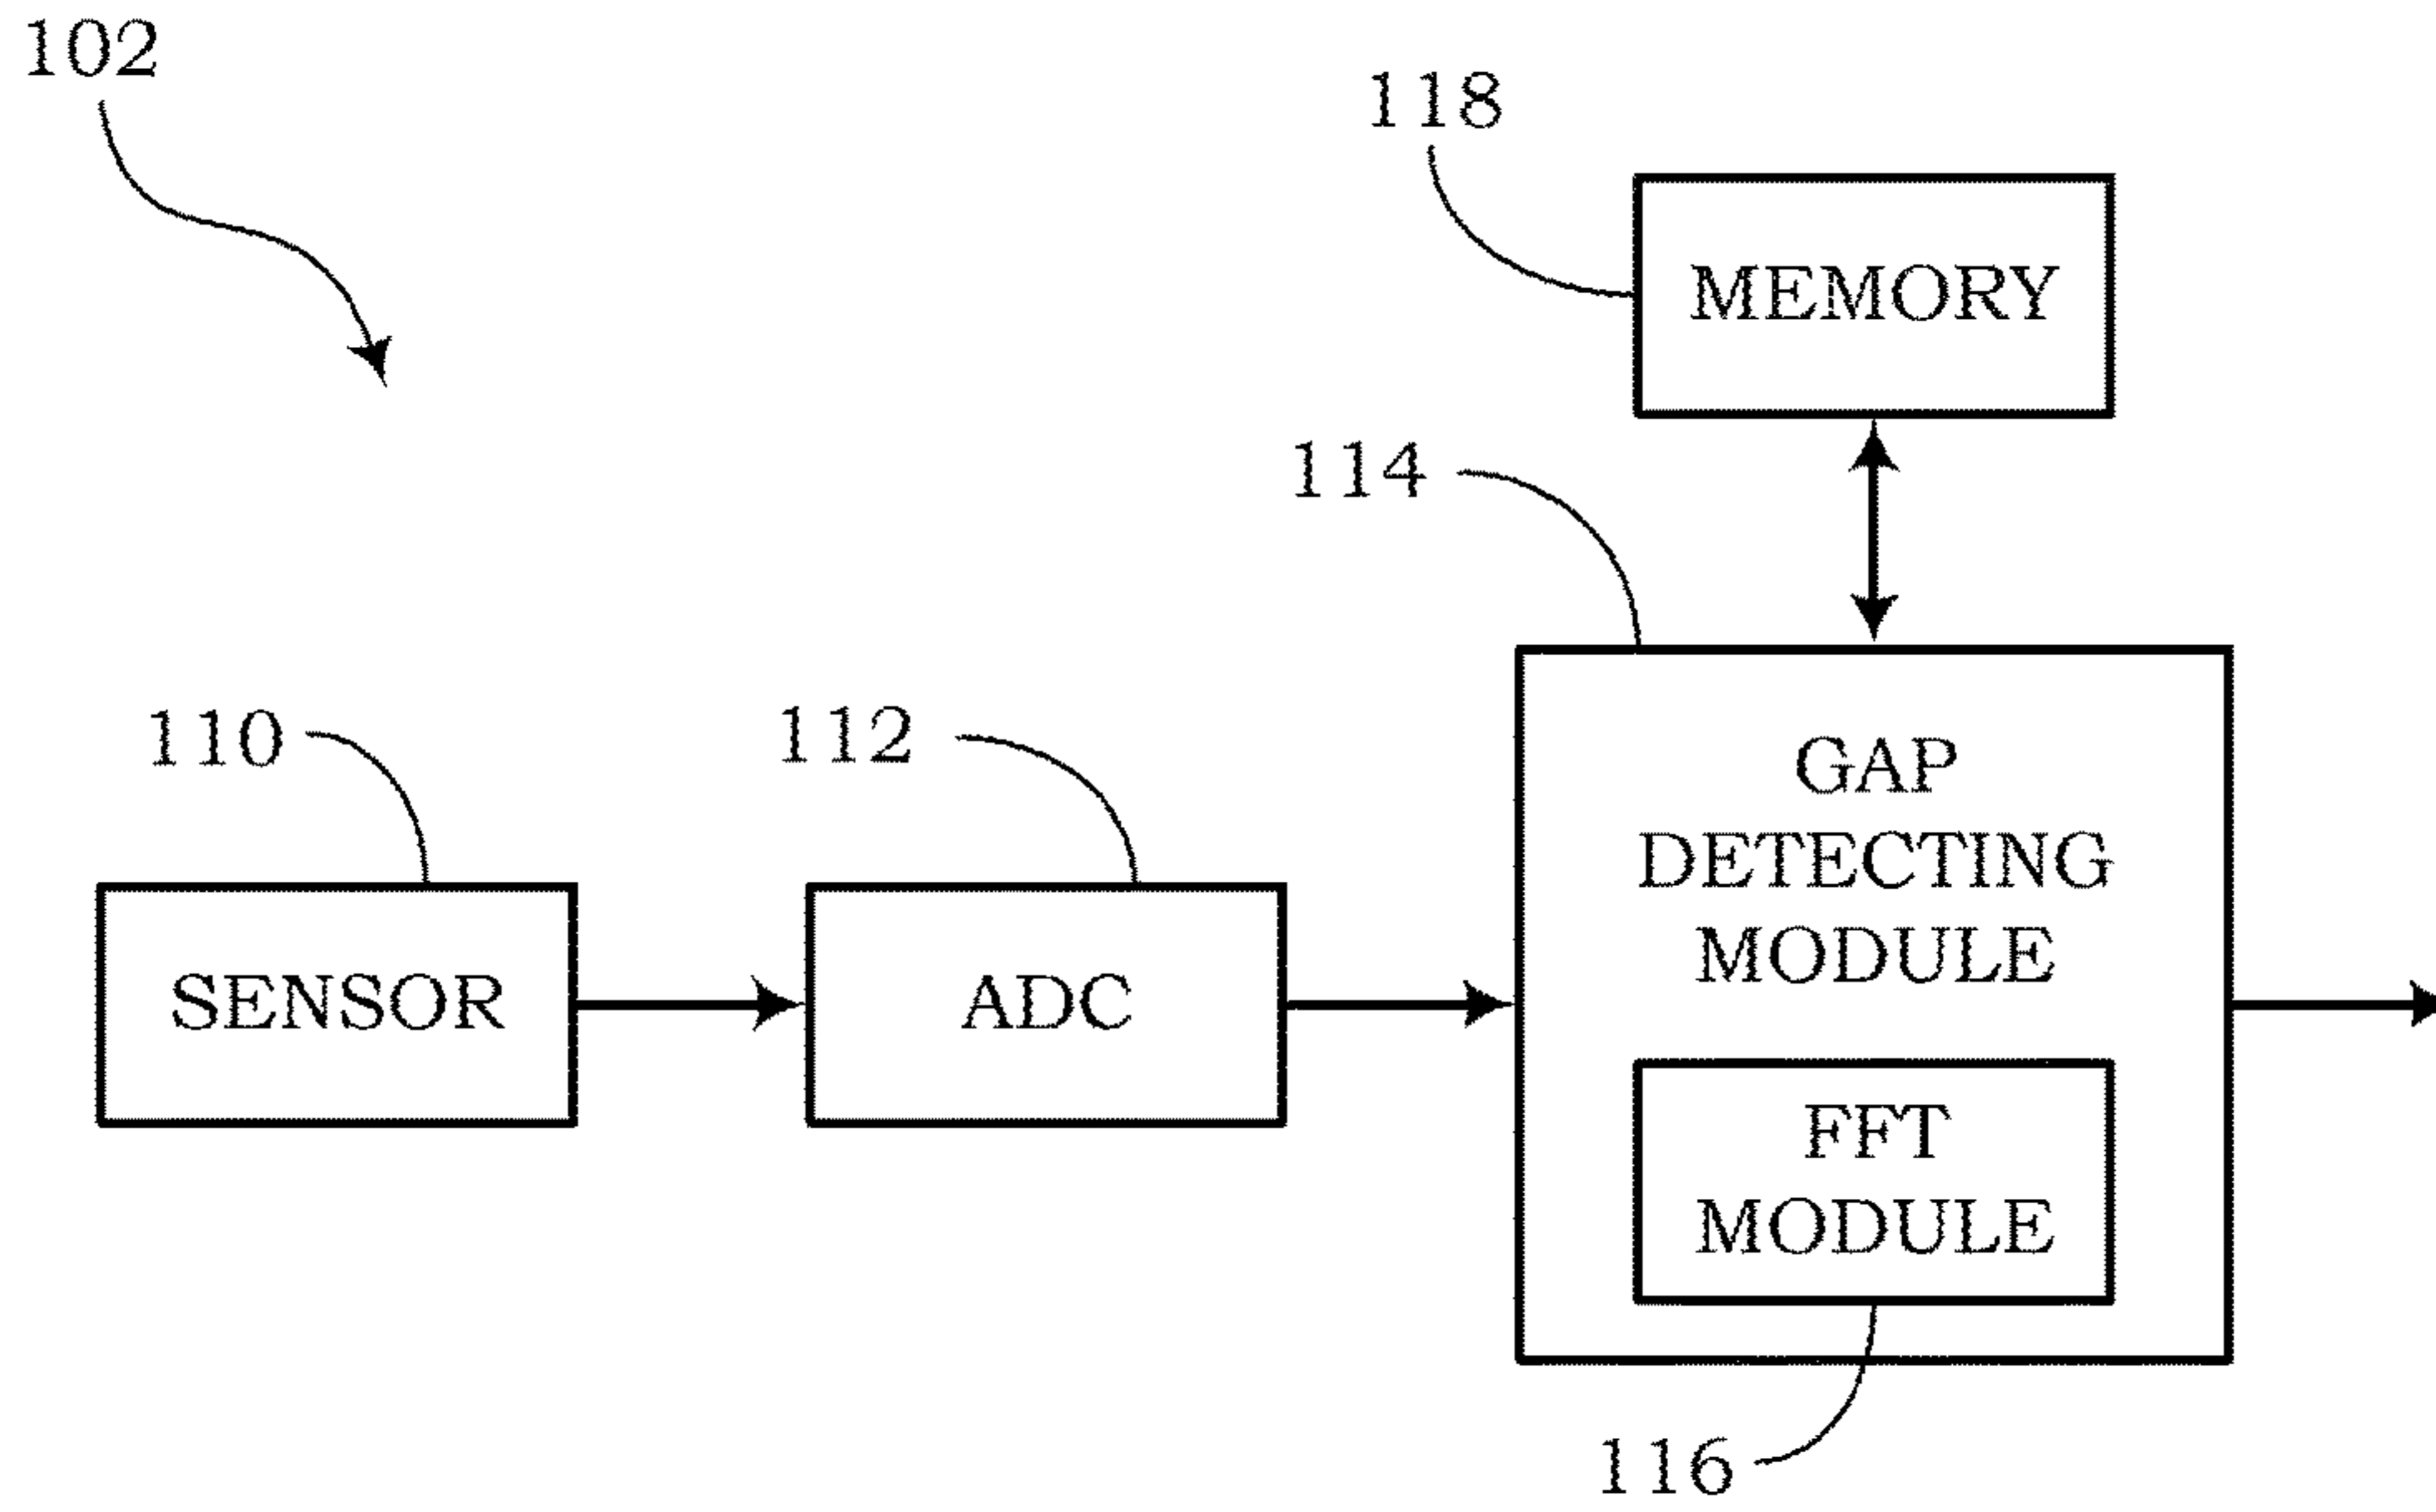 102
118
MEMORY
114
110
112
GAP
DETECTING
MODULE
SENSOR
ADC
FFT
MODULE
116